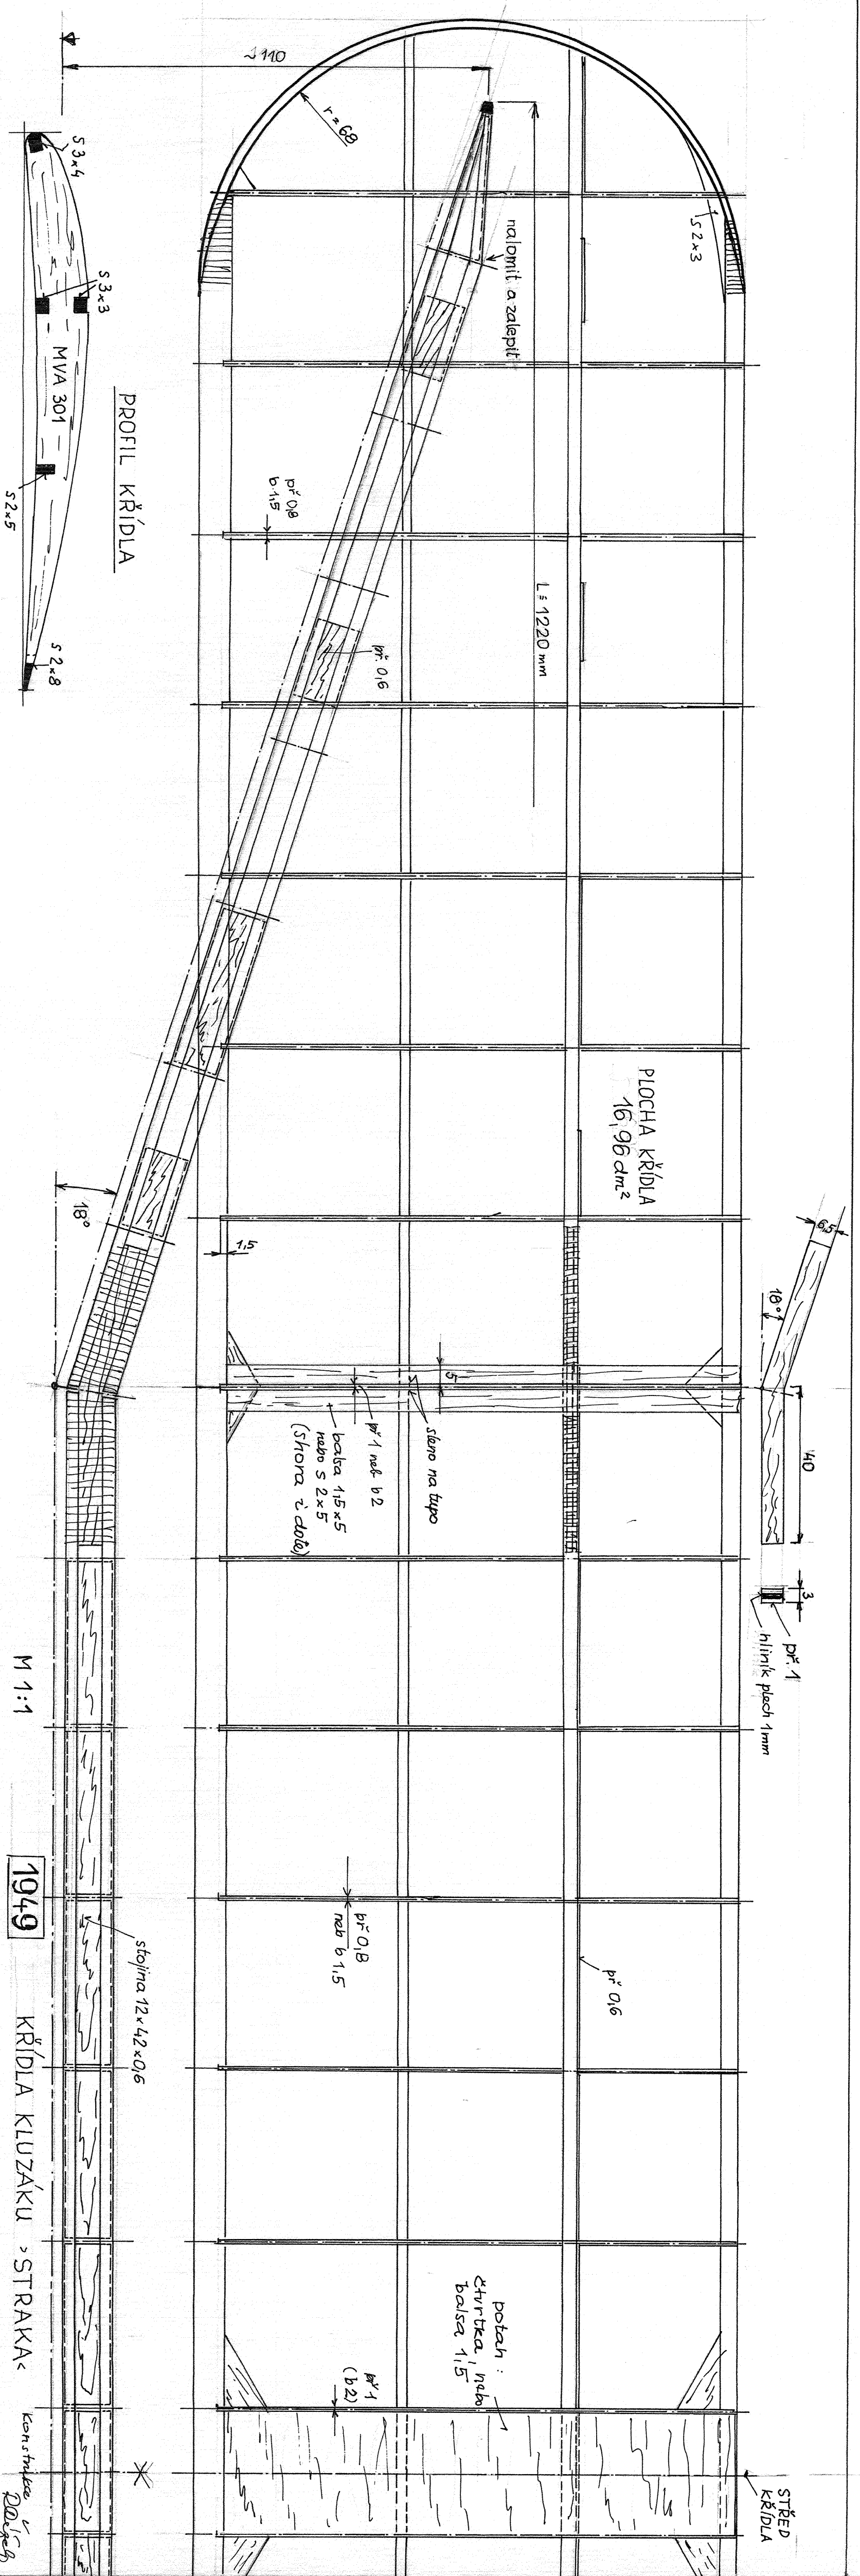 ~110
r = 68
S 3×4
S 3×3
MVA 301
S 2×5
S 2×8
PROFIL KŘÍDLA
S 2×3
nalomit a zalepit
L = 1220 mm
př 0,8
b 1,5
př. 0,6
PLOCHA KŘÍDLA
16,96 dm²
18°
1,5
6,5
18°
40
3
př. 1
hliník plech 1mm
5
sleno na tupo
př 1 neb b2
balsa 1,5×5
nebo S 2×5
(shora i dole)
př 0,8
neb b 1,5
př 0,6
stojina 12×42×0,6
potah :
čtvrtka, nebo
balsa 1,5
př 1
(b2)
STŘED
KŘÍDLA
M 1:1
1949
KŘÍDLA KLUZÁKU >STRAKA<
konstrukce